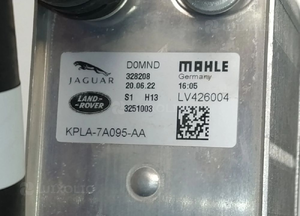 JAGUAR
LAND-
ROVER
D0MND
328208
20.06.22
S1 H13
3251003
MAHLE
Germany
16:05
LV426004
KPLA-7A095-AA